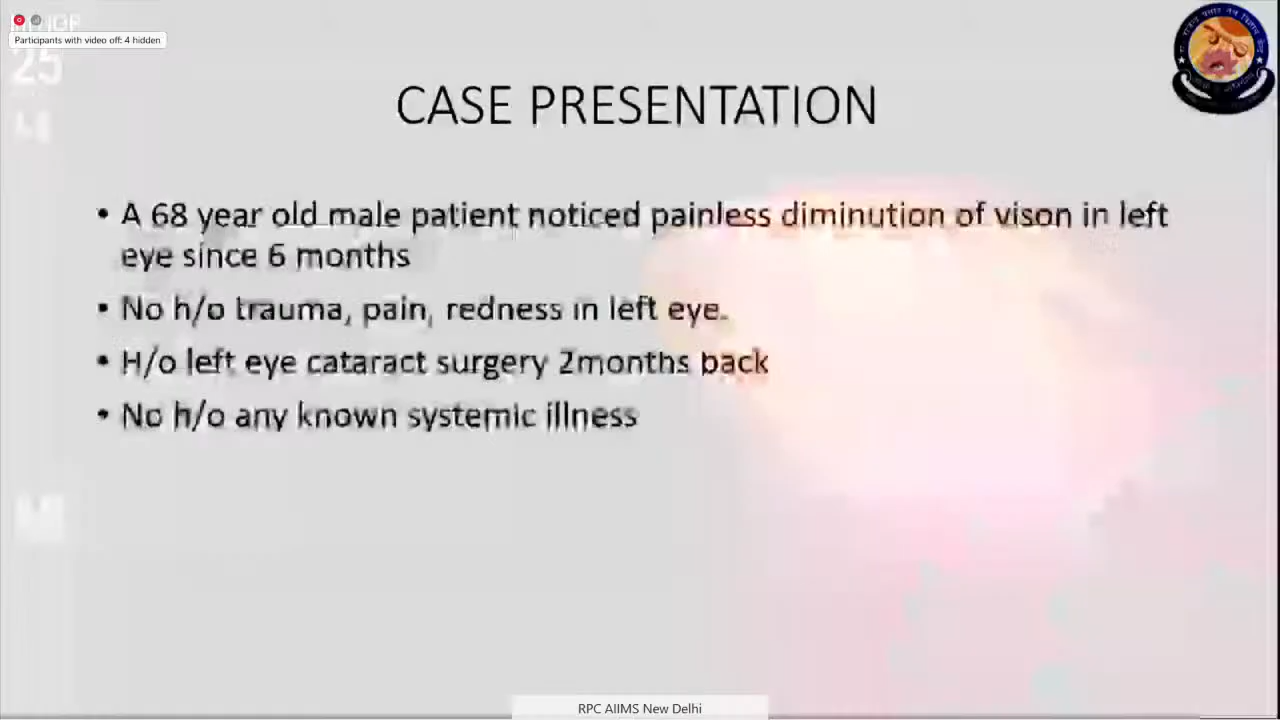 Participants with video off: 4 hidden
25
CASE PRESENTATION
• A 68 year old male patient noticed painless diminution of vison in left
eye since 6 months
• No h/o trauma, pain, redness in left eye.
• H/o left eye cataract surgery 2months back
• No h/o any known systemic illness
RPC AIIMS New Delhi